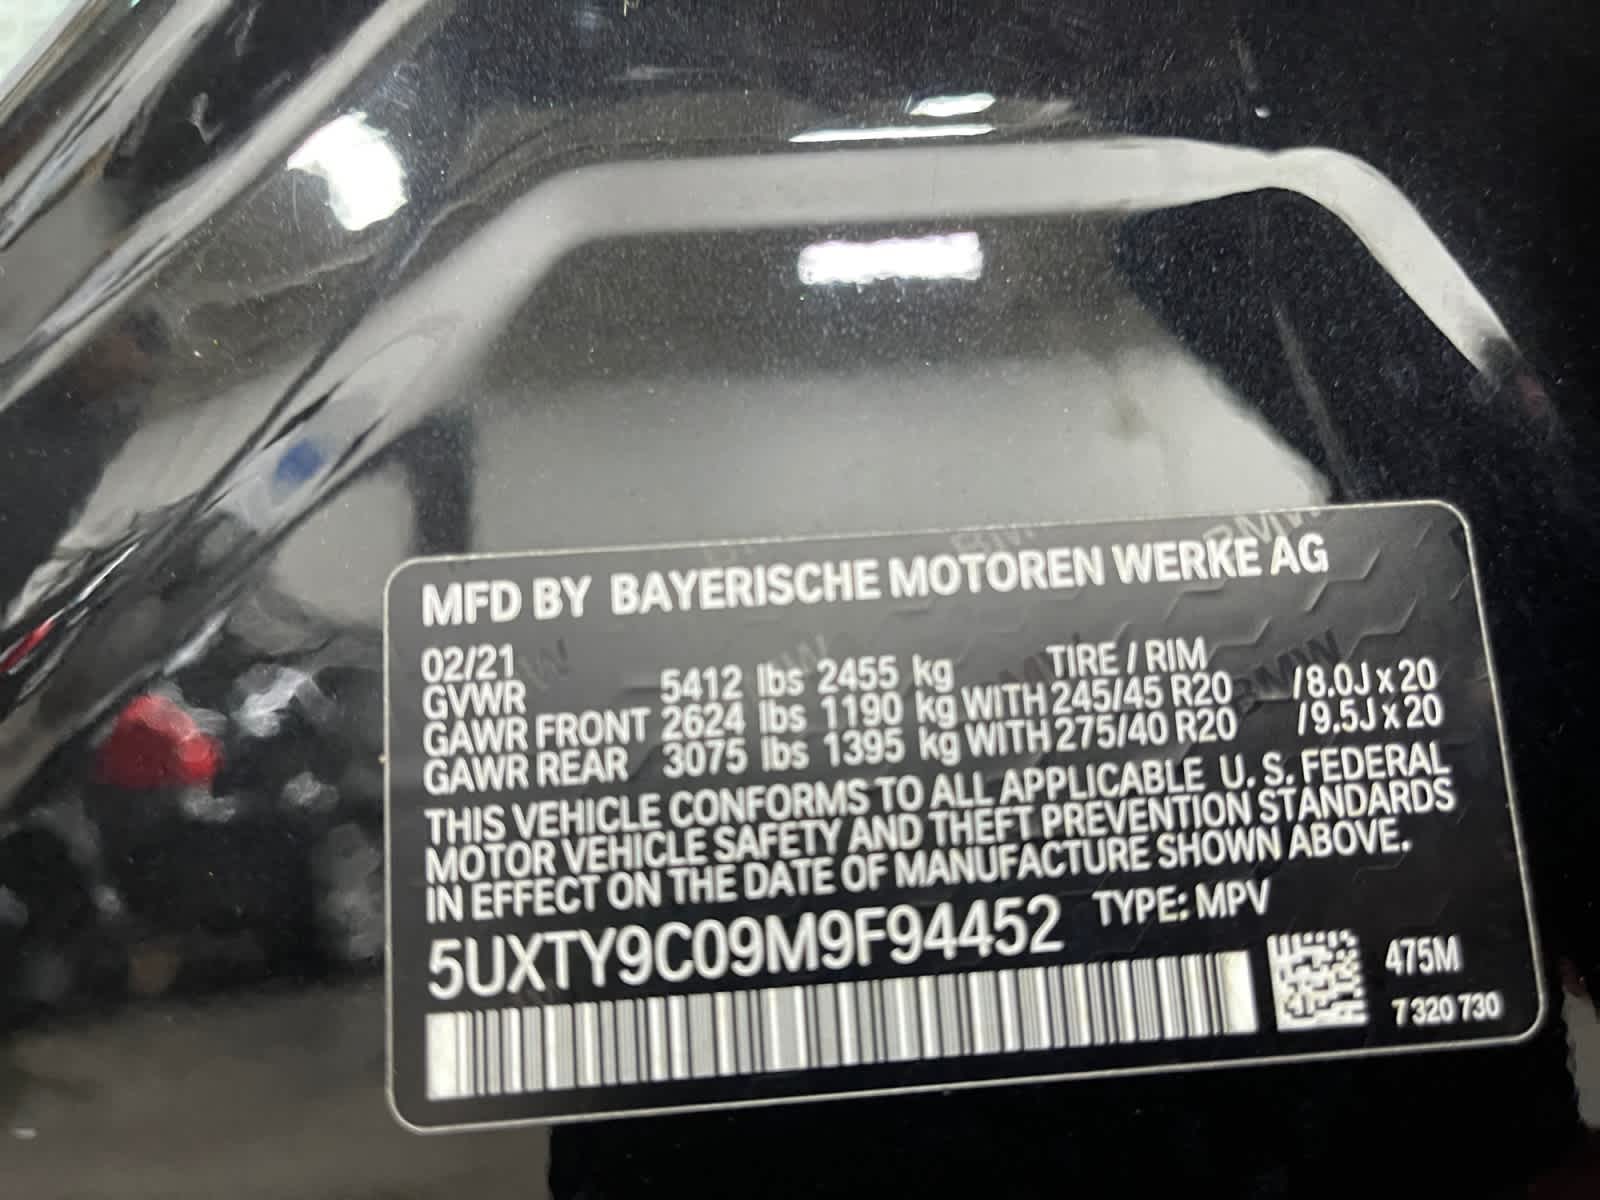 MFD BY BAYERISCHE MOTOREN WERKE AG
02/21 TIRE / RIM
GVWR 5412 lbs 2455 kg
GAWR FRONT 2624 lbs 1190 kg WITH 245/45 R20 /8.0J x 20
GAWR REAR 3075 lbs 1395 kg WITH 275/40 R20 /9.5J x 20
THIS VEHICLE CONFORMS TO ALL APPLICABLE U. S. FEDERAL
MOTOR VEHICLE SAFETY AND THEFT PREVENTION STANDARDS
IN EFFECT ON THE DATE OF MANUFACTURE SHOWN ABOVE.
5UXTY9C09M9F94452 TYPE: MPV
475M
7 320 730